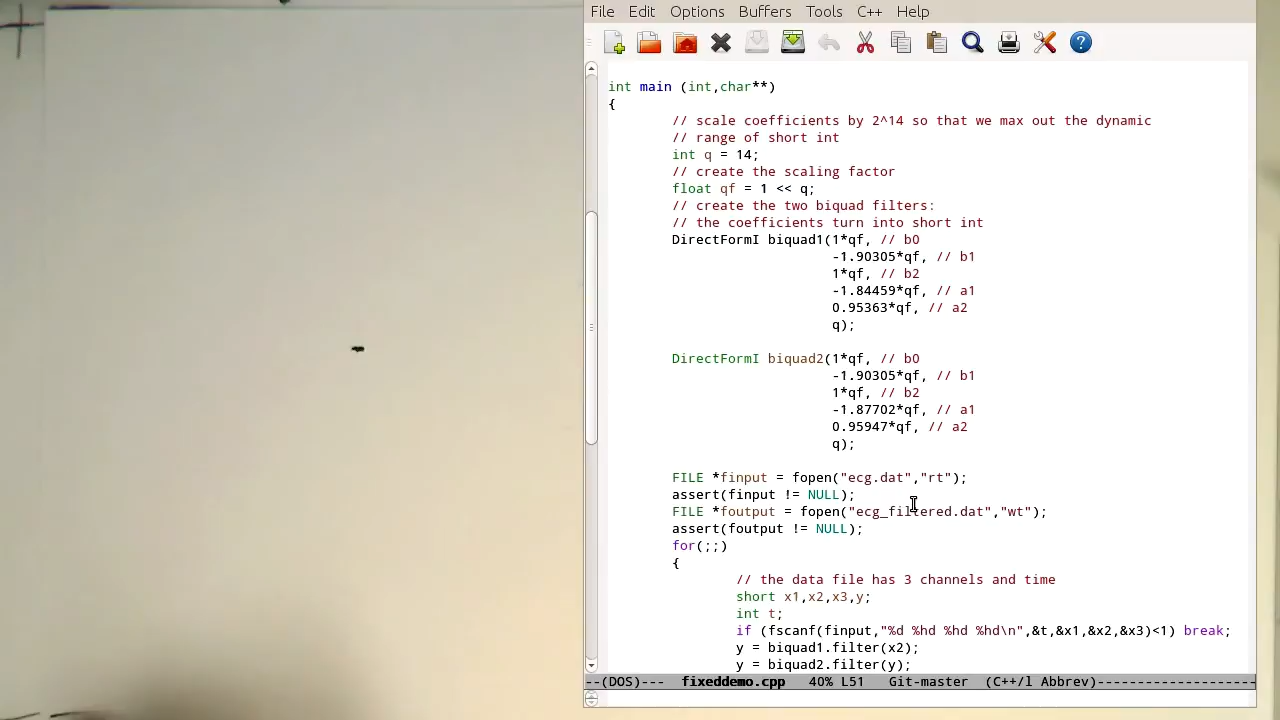 File Edit Options Buffers Tools C++ Help
int main (int,char**)
{
// scale coefficients by 2^14 so that we max out the dynamic
// range of short int
int q = 14;
// create the scaling factor
float qf = 1 << q;
// create the two biquad filters:
// the coefficients turn into short int
DirectFormI biquad1(1*qf, // b0
-1.90305*qf, // b1
1*qf, // b2
-1.84459*qf, // a1
0.95363*qf, // a2
q);
DirectFormI biquad2(1*qf, // b0
-1.90305*qf, // b1
1*qf, // b2
-1.87702*qf, // a1
0.95947*qf, // a2
q);
FILE *finput = fopen("ecg.dat","rt");
assert(finput != NULL);
FILE *foutput = fopen("ecg_filtered.dat","wt");
assert(foutput != NULL);
for(;;)
{
// the data file has 3 channels and time
short x1,x2,x3,y;
int t;
if (fscanf(finput,"%d %hd %hd %hd\n",&t,&x1,&x2,&x3)<1) break;
y = biquad1.filter(x2);
y = biquad2.filter(y);
--(DOS)--- fixeddemo.cpp 40% L51 Git-master (C++/l Abbrev)--------------------